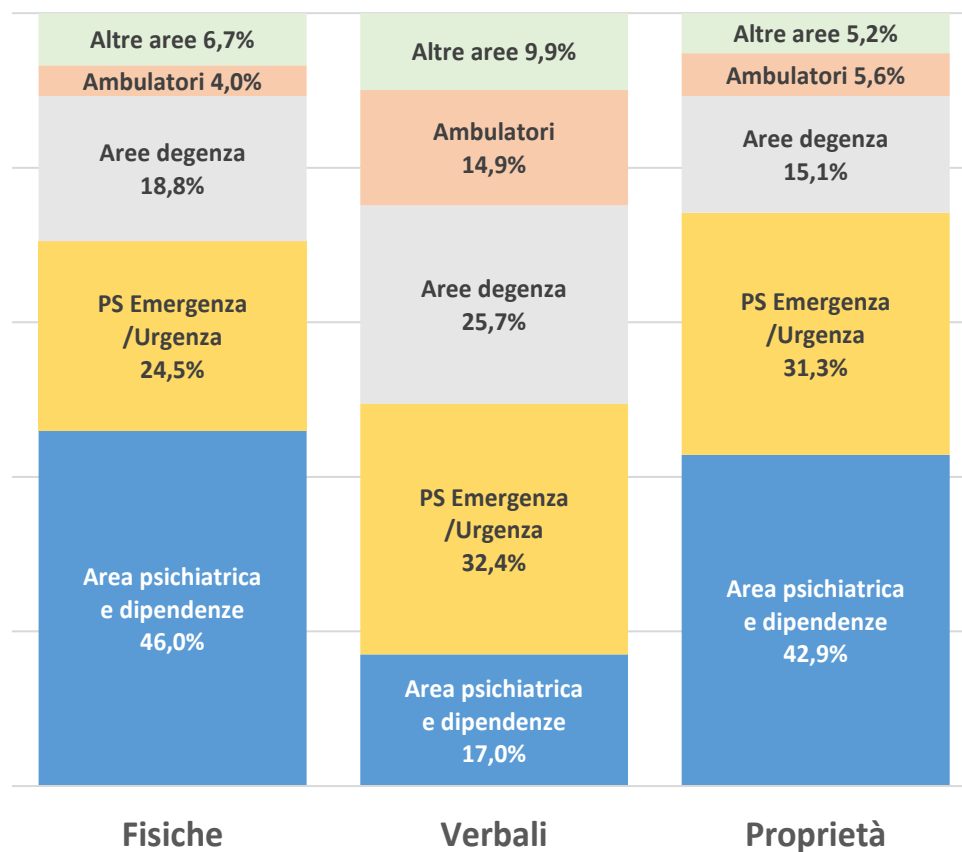 Altre aree 6,7%
Ambulatori 4,0%
Aree degenza
18,8%
PS Emergenza
/Urgenza
24,5%
Area psichiatrica
e dipendenze
46,0%
Fisiche
Altre aree 9,9%
Ambulatori
14,9%
Aree degenza
25,7%
PS Emergenza
/Urgenza
32,4%
Area psichiatrica
e dipendenze
17,0%
Verbali
Altre aree 5,2%
Ambulatori 5,6%
Aree degenza
15,1%
PS Emergenza
/Urgenza
31,3%
Area psichiatrica
e dipendenze
42,9%
Proprietà